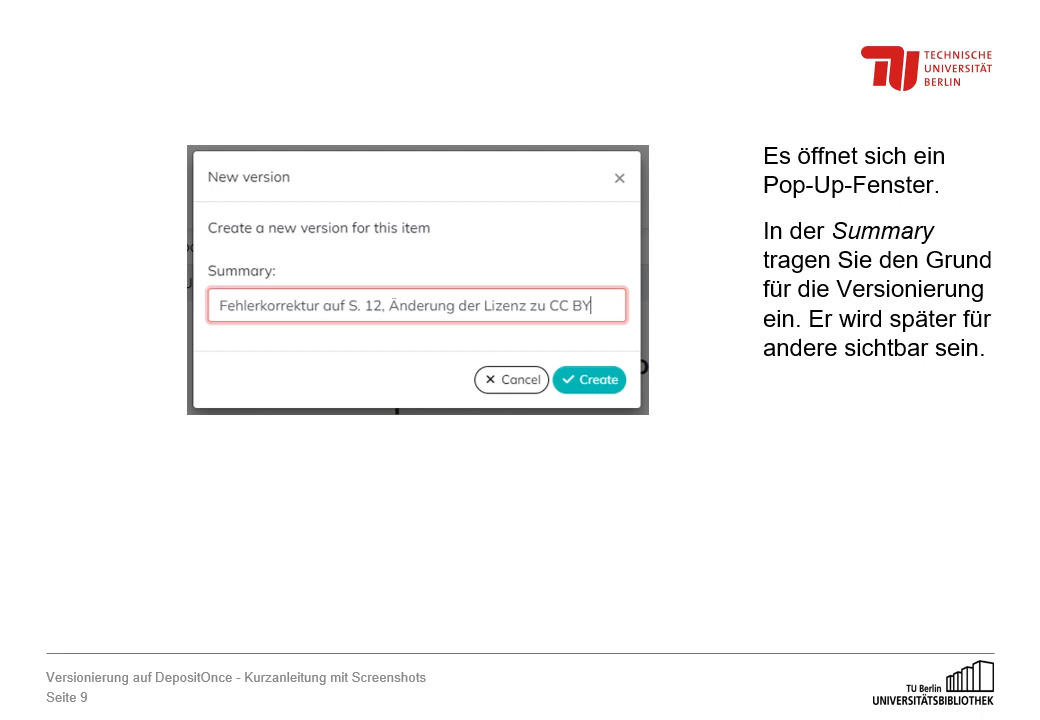 TECHNISCHE
UNIVERSITÄT
BERLIN
New version
Create a new version for this item
Summary:
Fehlerkorrektur auf S. 12, Änderung der Lizenz zu CC BY
Cancel
Create
Es öffnet sich ein
Pop-Up-Fenster.
In der Summary
tragen Sie den Grund
für die Versionierung
ein. Er wird später für
andere sichtbar sein.
Versionierung auf DepositOnce - Kurzanleitung mit Screenshots
Seite 9
TU Berlin
UNIVERSITÄTSBIBLIOTHEK